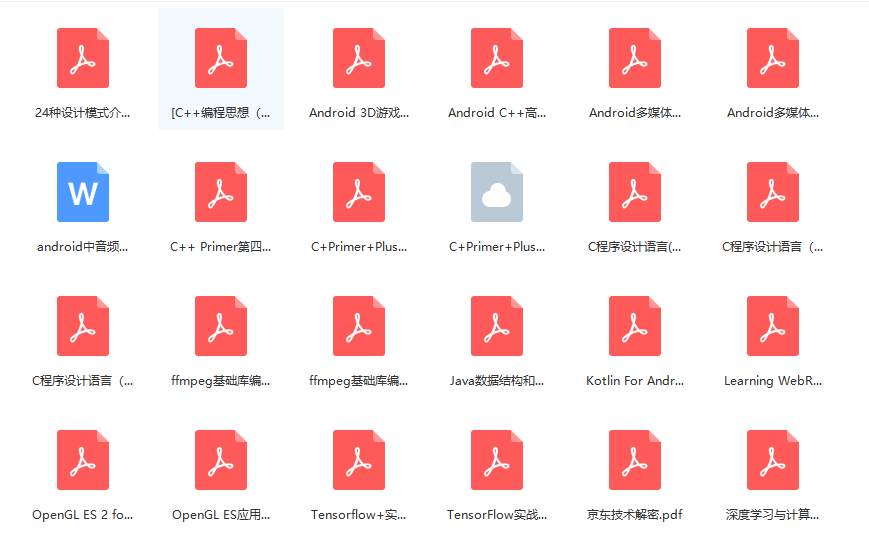 24种设计模式介...
[C++编程思想（...
Android 3D游戏...
Android C++高...
Android多媒体...
Android多媒体...
W
android中音频...
C++ Primer第四...
C+Primer+Plus...
C+Primer+Plus...
C程序设计语言(...
C程序设计语言（...
C程序设计语言（...
ffmpeg基础库编...
ffmpeg基础库编...
Java数据结构和...
Kotlin For Andr...
Learning WebR...
OpenGL ES 2 fo...
OpenGL ES应用...
Tensorflow+实...
TensorFlow实战...
京东技术解密.pdf
深度学习与计算...